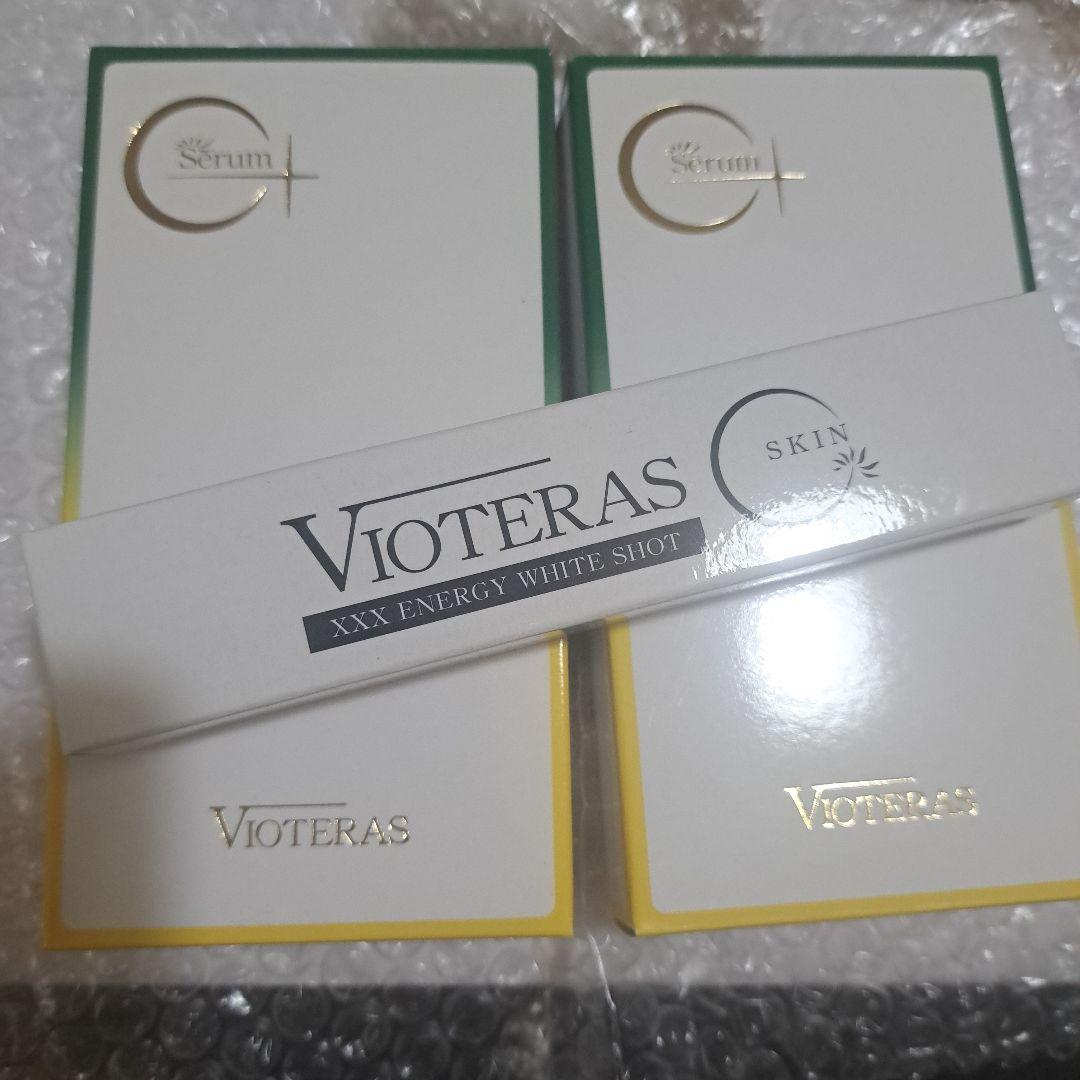 Serum
Serum
VIOTERAS
SKIN
XXX ENERGY WHITE SHOT
VIOTERAS
VIOTERAS